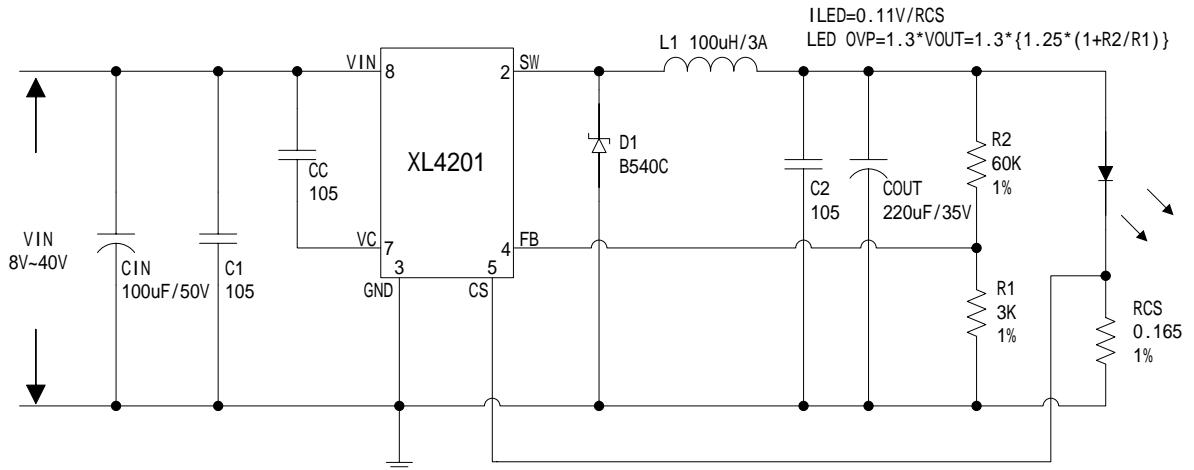 ILED=0.11V/RCS
LED OVP=1.3*VOUT=1.3*{1.25*(1+R2/R1)}
L1 100uH/3A
VIN
8
2
SW
XL4201
D1
B540C
CC
105
R2
60K
1%
C2
105
COUT
220uF/35V
VC
7
4
FB
VIN
8V~40V
CIN
100uF/50V
C1
105
3
GND
5
CS
R1
3K
1%
RCS
0.165
1%